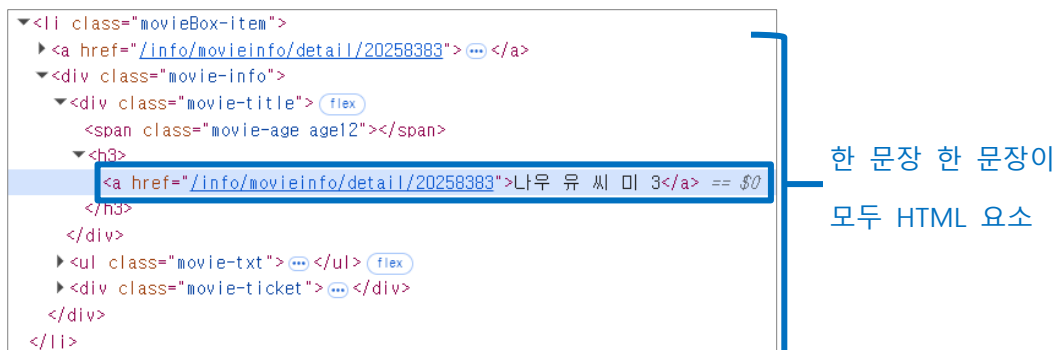 ▼<li class="movieBox-item">
▶<a href="/info/movieinfo/detail/20258383">⋯</a>
▼<div class="movie-info">
▼<div class="movie-title"> flex
<span class="movie-age age12"></span>
▼<h3>
<a href="/info/movieinfo/detail/20258383">나우 유 씨 미 3</a> == $0
</h3>
</div>
▶<ul class="movie-txt">⋯</ul> flex
▶<div class="movie-ticket">⋯</div>
</div>
</li>
한 문장 한 문장이
모두 HTML 요소